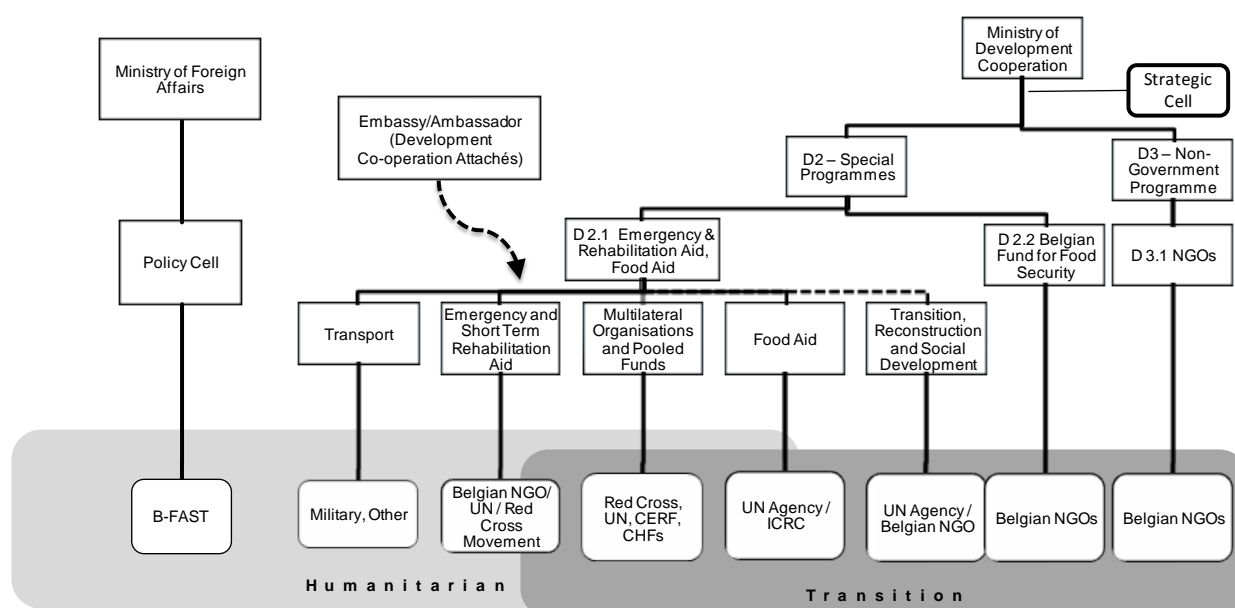 Ministry of
Development
Cooperation
Ministry of Foreign
Affairs
Strategic
Cell
Embassy/Ambassador
(Development
Co-operation Attachés)
D2 – Special
Programmes
D3 – Non-
Government
Programme
Policy Cell
D 2.1 Emergency &
Rehabilitation Aid,
Food Aid
D 2.2 Belgian
Fund for Food
Security
D 3.1 NGOs
Transport
Emergency and
Short Term
Rehabilitation
Aid
Multilateral
Organisations
and Pooled
Funds
Food Aid
Transition,
Reconstruction
and Social
Development
B-FAST
Military, Other
Belgian NGO/
UN / Red
Cross
Movement
Red Cross,
UN, CERF,
CHFs
UN Agency /
ICRC
UN Agency /
Belgian NGO
Belgian NGOs
Belgian NGOs
Humanitarian
Transition